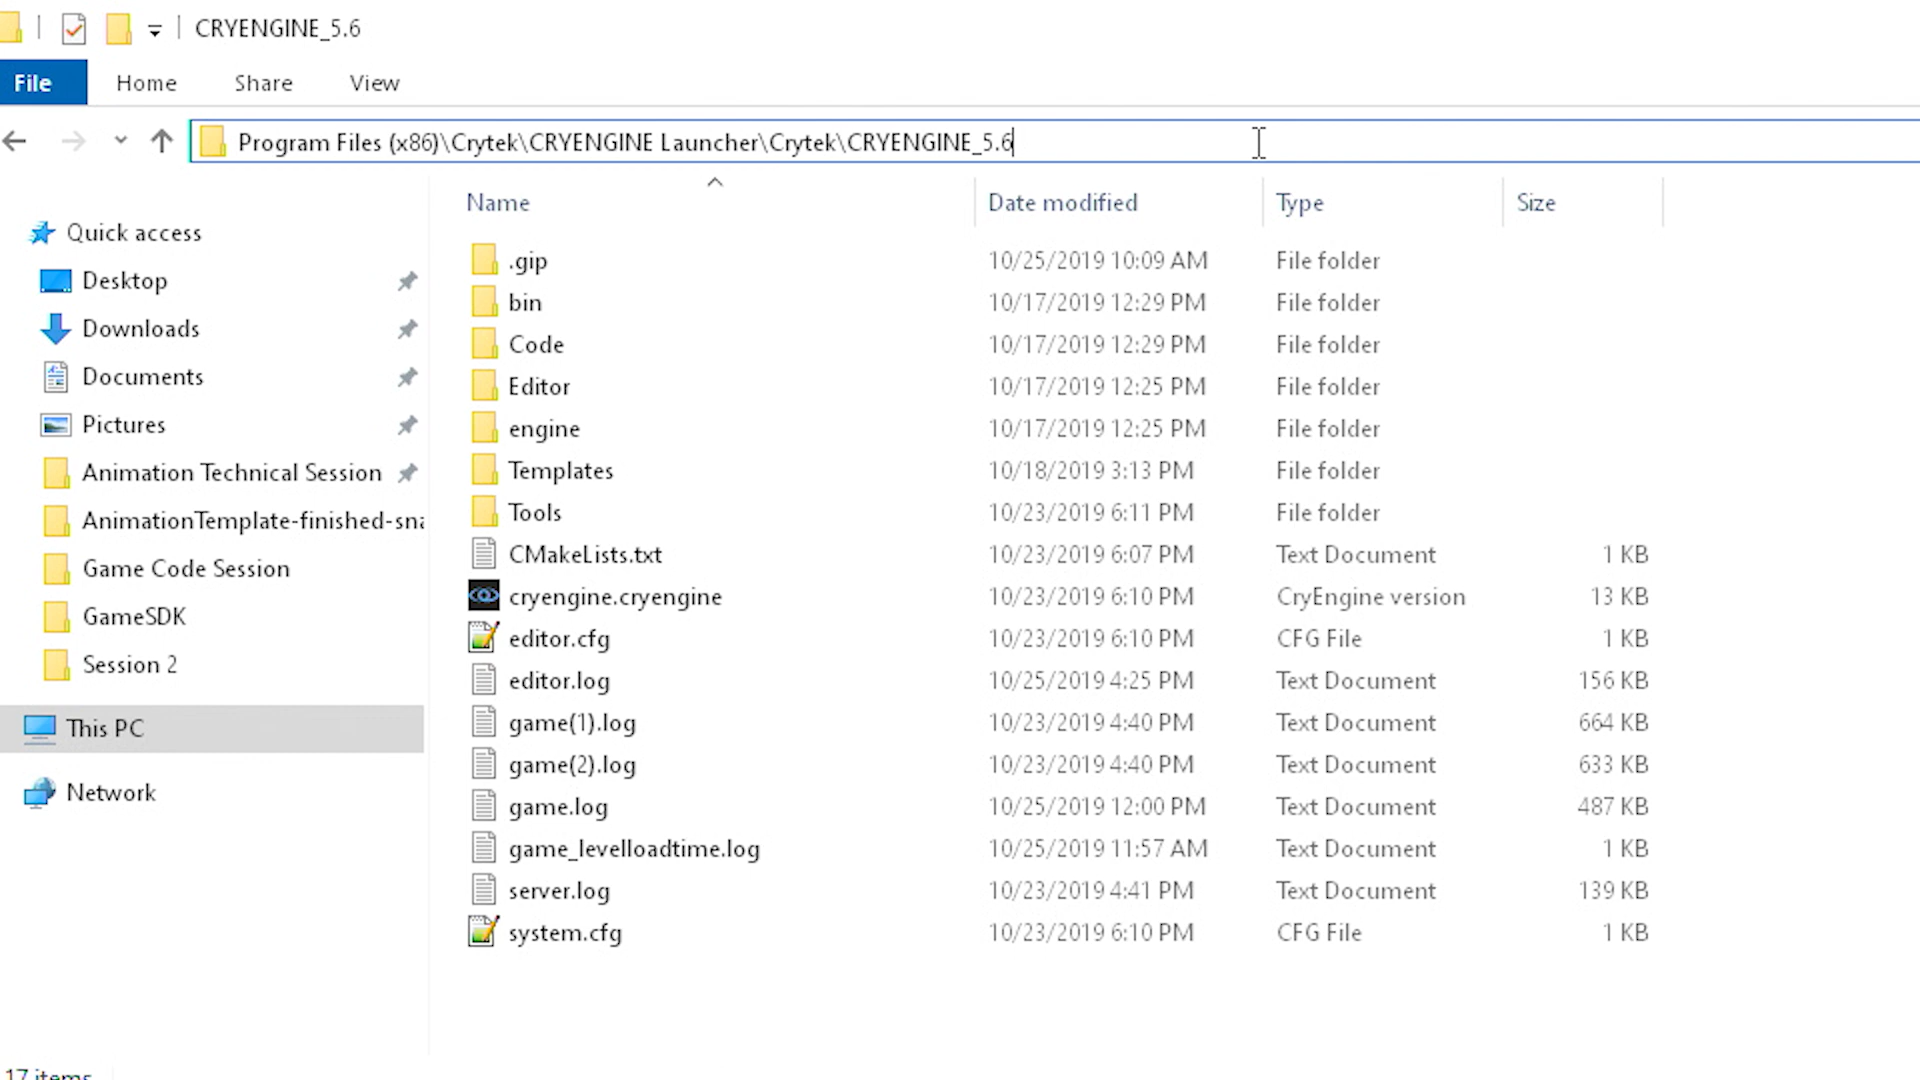 CRYENGINE_5.6
File Home Share View
Program Files (x86)\Crytek\CRYENGINE Launcher\Crytek\CRYENGINE_5.6
Name Date modified Type Size
Quick access
Desktop
Downloads
Documents
Pictures
Animation Technical Session
AnimationTemplate-finished-sna
Game Code Session
GameSDK
Session 2
This PC
Network
.gip 10/25/2019 10:09 AM File folder
bin 10/17/2019 12:29 PM File folder
Code 10/17/2019 12:29 PM File folder
Editor 10/17/2019 12:25 PM File folder
engine 10/17/2019 12:25 PM File folder
Templates 10/18/2019 3:13 PM File folder
Tools 10/23/2019 6:11 PM File folder
CMakeLists.txt 10/23/2019 6:07 PM Text Document 1 KB
cryengine.cryengine 10/23/2019 6:10 PM CryEngine version 13 KB
editor.cfg 10/23/2019 6:10 PM CFG File 1 KB
editor.log 10/25/2019 4:25 PM Text Document 156 KB
game(1).log 10/23/2019 4:40 PM Text Document 664 KB
game(2).log 10/23/2019 4:40 PM Text Document 633 KB
game.log 10/25/2019 12:00 PM Text Document 487 KB
game_levelloadtime.log 10/25/2019 11:57 AM Text Document 1 KB
server.log 10/23/2019 4:41 PM Text Document 139 KB
system.cfg 10/23/2019 6:10 PM CFG File 1 KB
17 items